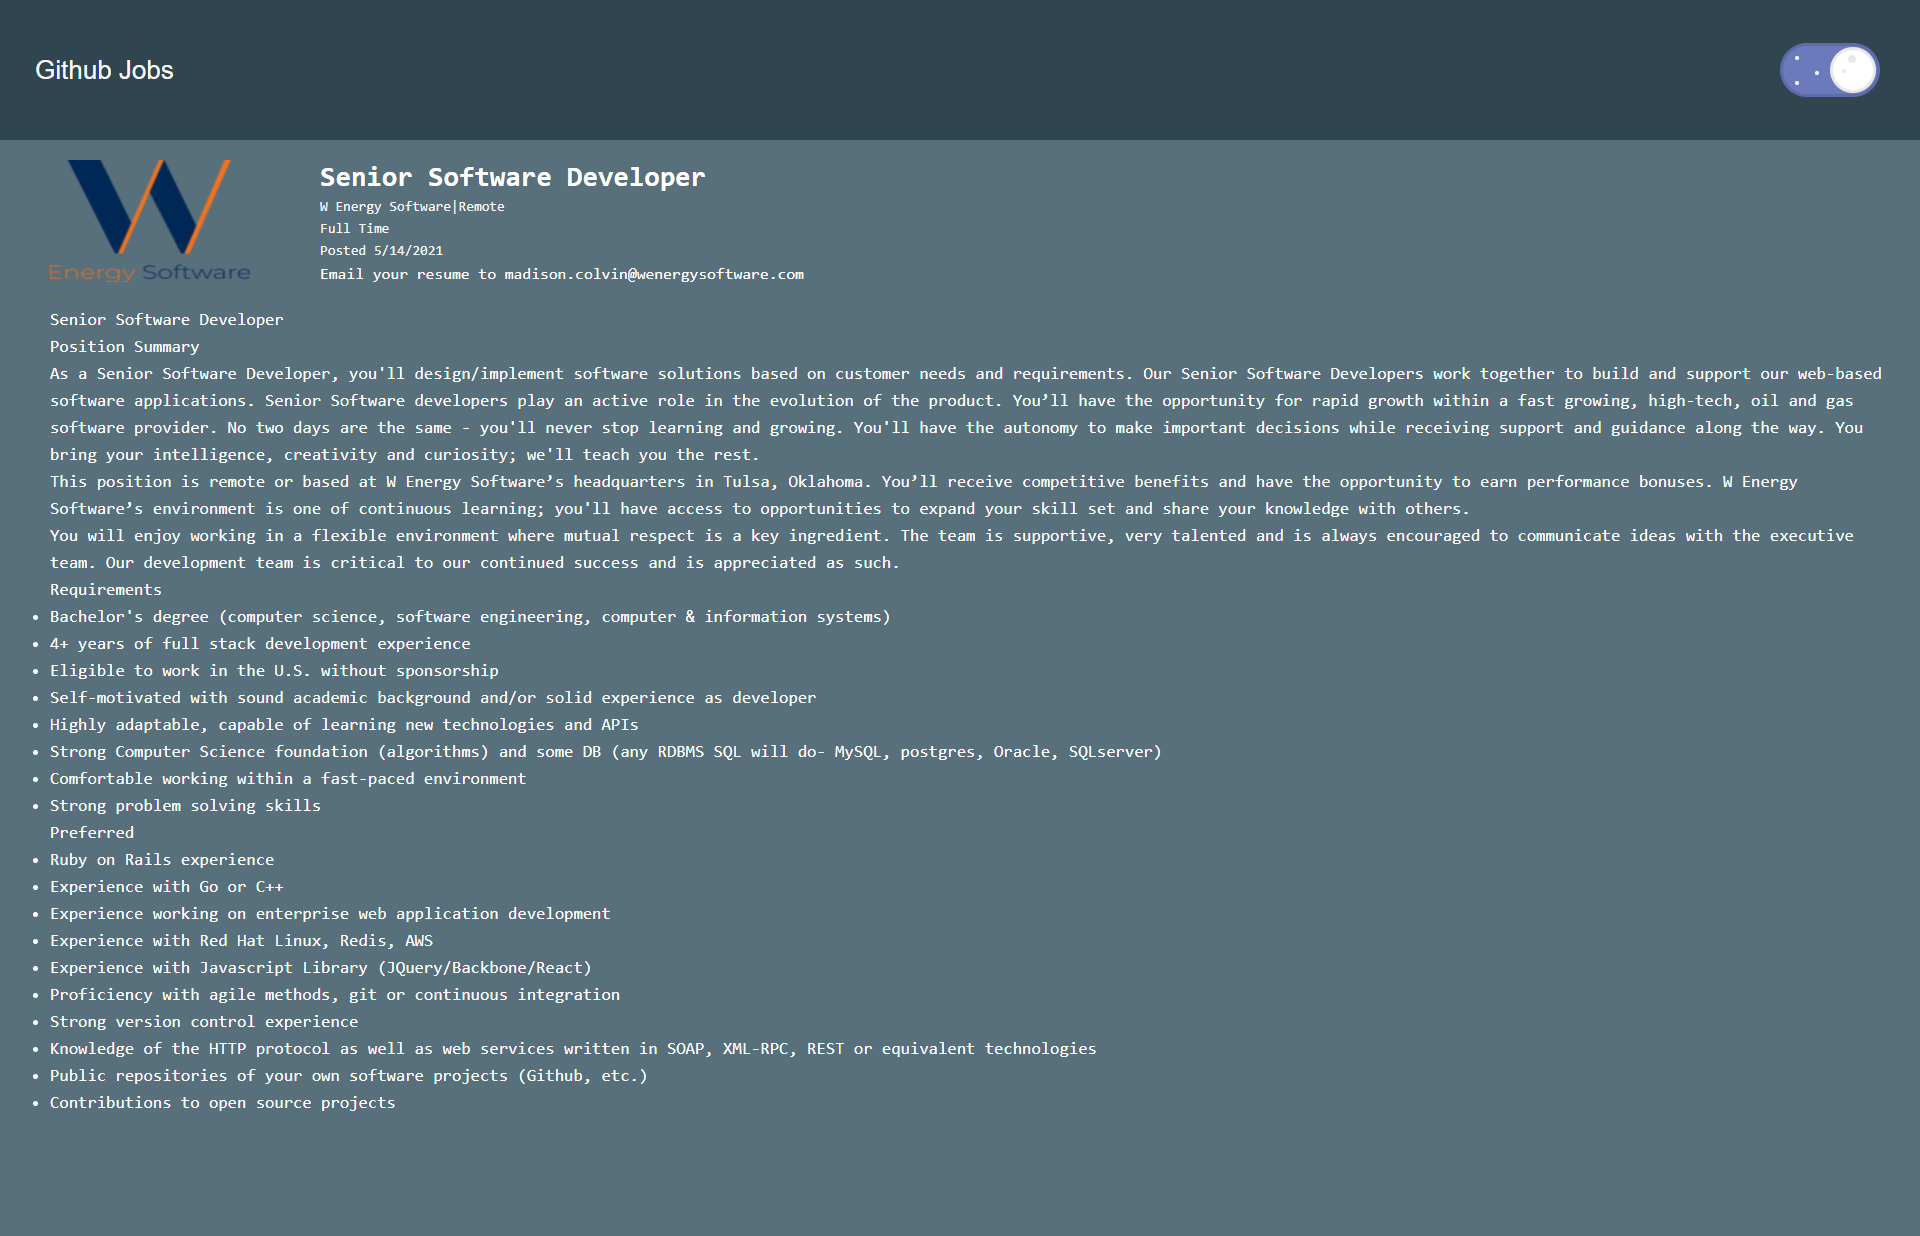 Github Jobs
W
Energy Software
Senior Software Developer
W Energy Software|Remote
Full Time
Posted 5/14/2021
Email your resume to madison.colvin@wenergysoftware.com
Senior Software Developer
Position Summary
As a Senior Software Developer, you'll design/implement software solutions based on customer needs and requirements. Our Senior Software Developers work together to build and support our web-based
software applications. Senior Software developers play an active role in the evolution of the product. You’ll have the opportunity for rapid growth within a fast growing, high-tech, oil and gas
software provider. No two days are the same - you'll never stop learning and growing. You'll have the autonomy to make important decisions while receiving support and guidance along the way. You
bring your intelligence, creativity and curiosity; we'll teach you the rest.
This position is remote or based at W Energy Software’s headquarters in Tulsa, Oklahoma. You’ll receive competitive benefits and have the opportunity to earn performance bonuses. W Energy
Software’s environment is one of continuous learning; you'll have access to opportunities to expand your skill set and share your knowledge with others.
You will enjoy working in a flexible environment where mutual respect is a key ingredient. The team is supportive, very talented and is always encouraged to communicate ideas with the executive
team. Our development team is critical to our continued success and is appreciated as such.
Requirements
• Bachelor's degree (computer science, software engineering, computer & information systems)
• 4+ years of full stack development experience
• Eligible to work in the U.S. without sponsorship
• Self-motivated with sound academic background and/or solid experience as developer
• Highly adaptable, capable of learning new technologies and APIs
• Strong Computer Science foundation (algorithms) and some DB (any RDBMS SQL will do- MySQL, postgres, Oracle, SQLserver)
• Comfortable working within a fast-paced environment
• Strong problem solving skills
Preferred
• Ruby on Rails experience
• Experience with Go or C++
• Experience working on enterprise web application development
• Experience with Red Hat Linux, Redis, AWS
• Experience with Javascript Library (JQuery/Backbone/React)
• Proficiency with agile methods, git or continuous integration
• Strong version control experience
• Knowledge of the HTTP protocol as well as web services written in SOAP, XML-RPC, REST or equivalent technologies
• Public repositories of your own software projects (Github, etc.)
• Contributions to open source projects